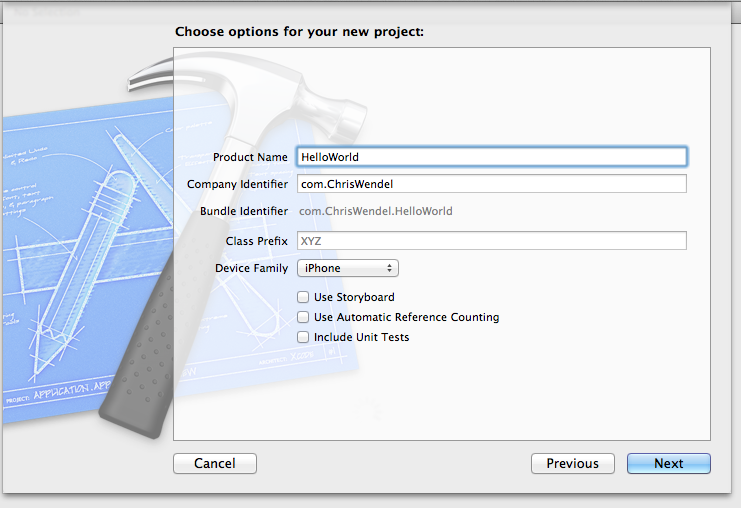 Choose options for your new project:
Product Name HelloWorld
Company Identifier com.ChrisWendel
Bundle Identifier com.ChrisWendel.HelloWorld
Class Prefix XYZ
Device Family iPhone
Use Storyboard
Use Automatic Reference Counting
Include Unit Tests
PROJECT: APPLICATION.APP
Cancel Previous Next